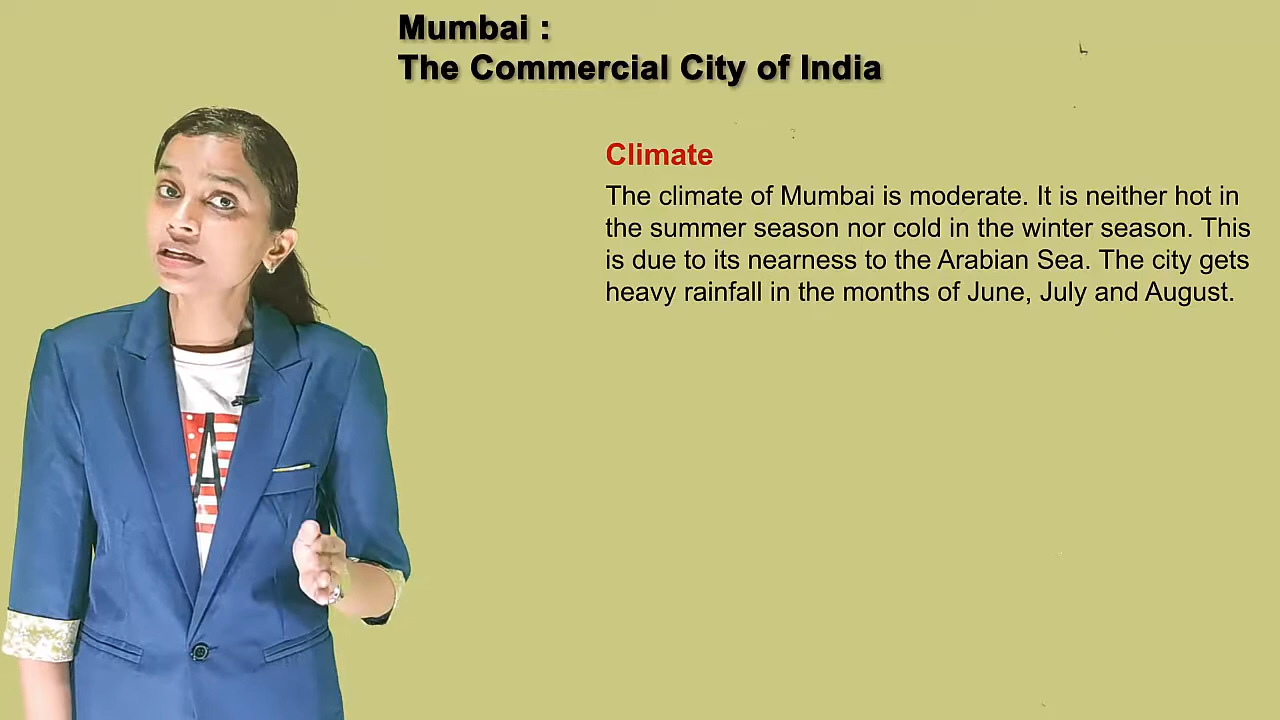 Mumbai :
The Commercial City of India
Climate
The climate of Mumbai is moderate. It is neither hot in
the summer season nor cold in the winter season. This
is due to its nearness to the Arabian Sea. The city gets
heavy rainfall in the months of June, July and August.
A